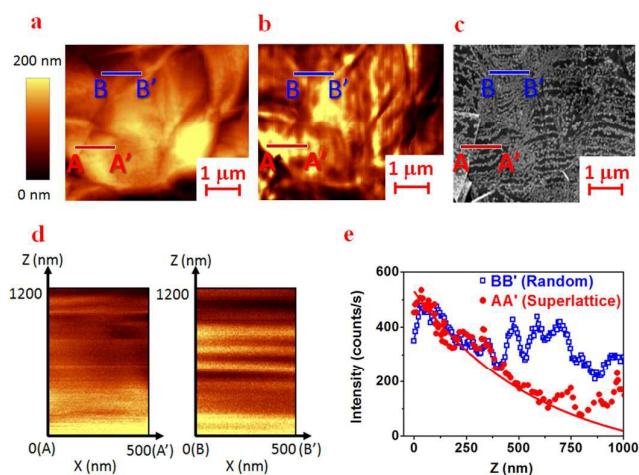 a
b
c
200 nm
0 nm
B B'
A A'
1 μm
B B'
A A'
1 μm
B B'
A A'
1 μm
d
e
Z (nm)
1200
0(A)
500(A')
X (nm)
Z (nm)
1200
0(B)
500(B')
X (nm)
600
400
200
0
Intensity (counts/s)
BB' (Random)
AA' (Superlattice)
0 250 500 750 1000
Z (nm)